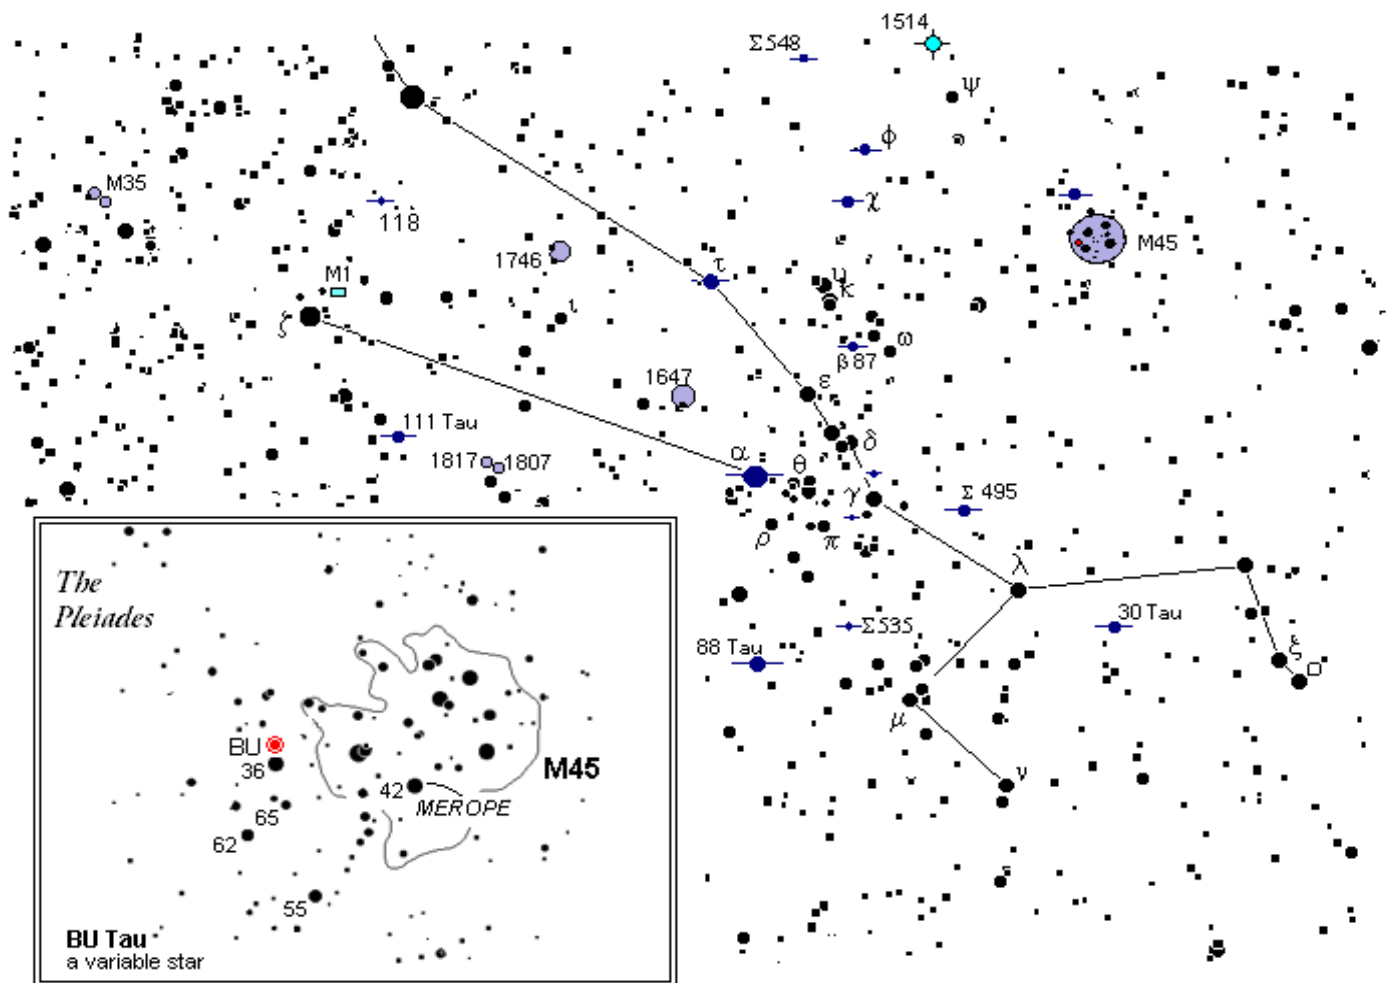 1514
Σ548
ψ
ϕ
M35
χ
118
M45
1746
τ
M1
υ
κ
ι
ζ
ω
β 87
ε
1647
111 Tau
δ
α
1817
1807
θ
γ
Σ 495
ρ
π
λ
The
Pleiades
30 Tau
Σ535
88 Tau
ξ
ο
μ
BU
36
M45
ν
42
MEROPE
65
62
s
55
BU Tau
a variable star